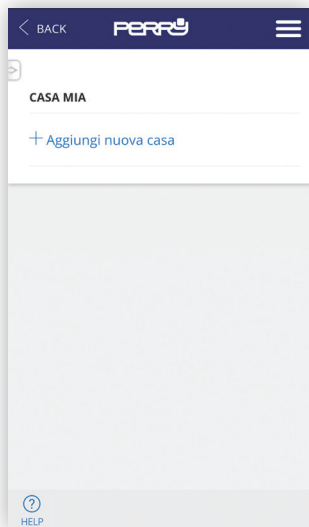 BACK
PERRY
CASA MIA
+ Aggiungi nuova casa
?
HELP